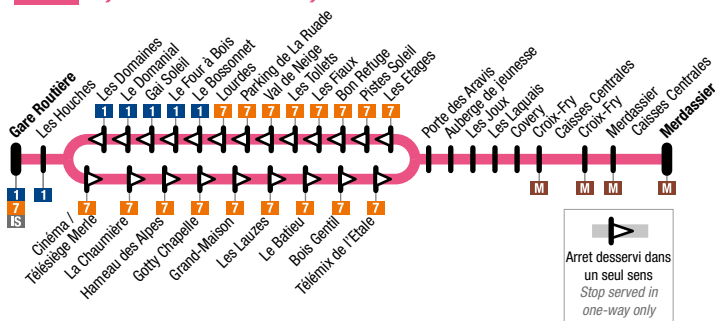 Gare Routière
Les Houches
Les Domaines
Le Domanial
Gai Soleil
Le Four à Bois
Le Rossonnet
Lourdes
Parking de La Ruade
Val de Neige
Les Tollets
Les Fiaux
Bon Refuge
Pistes Soleil
Les Etages
Porte des Aravis
Auberge de jeunesse
Les Joux
Les Laquais
Covery
Croix-Fry
Caisses Centrales
Croix-Fry
Merdassier
Caisses Centrales
Merdassier
1 1 1 1 1 7 7 7 7 7 7 7 7
1
7
IS
1
7 7 7 7 7 7 7 7 7
M M M M
Cinéma /
Télésiège Merle
La Chaumière
Hameau des Alpes
Gotty Chapelle
Grand-Maison
Les Lauzes
Le Batieu
Bois Gentil
Télémix de l'Etale
Arret desservi dans
un seul sens
Stop served in
one-way only